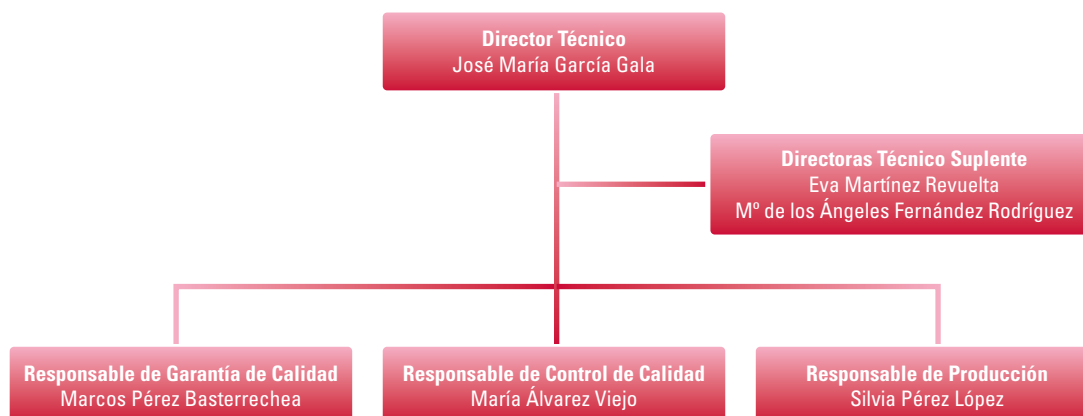 Director Técnico
José María García Gala
Directoras Técnico Suplente
Eva Martínez Revuelta
Mº de los Ángeles Fernández Rodríguez
Responsable de Garantía de Calidad
Marcos Pérez Basterrechea
Responsable de Control de Calidad
María Álvarez Viejo
Responsable de Producción
Silvia Pérez López